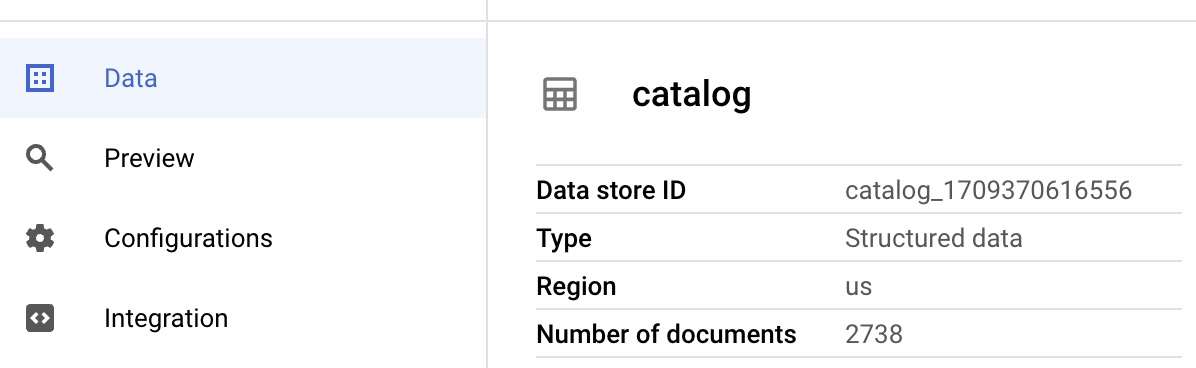 Data
Preview
Configurations
Integration
catalog
Data store ID catalog_1709370616556
Type Structured data
Region us
Number of documents 2738